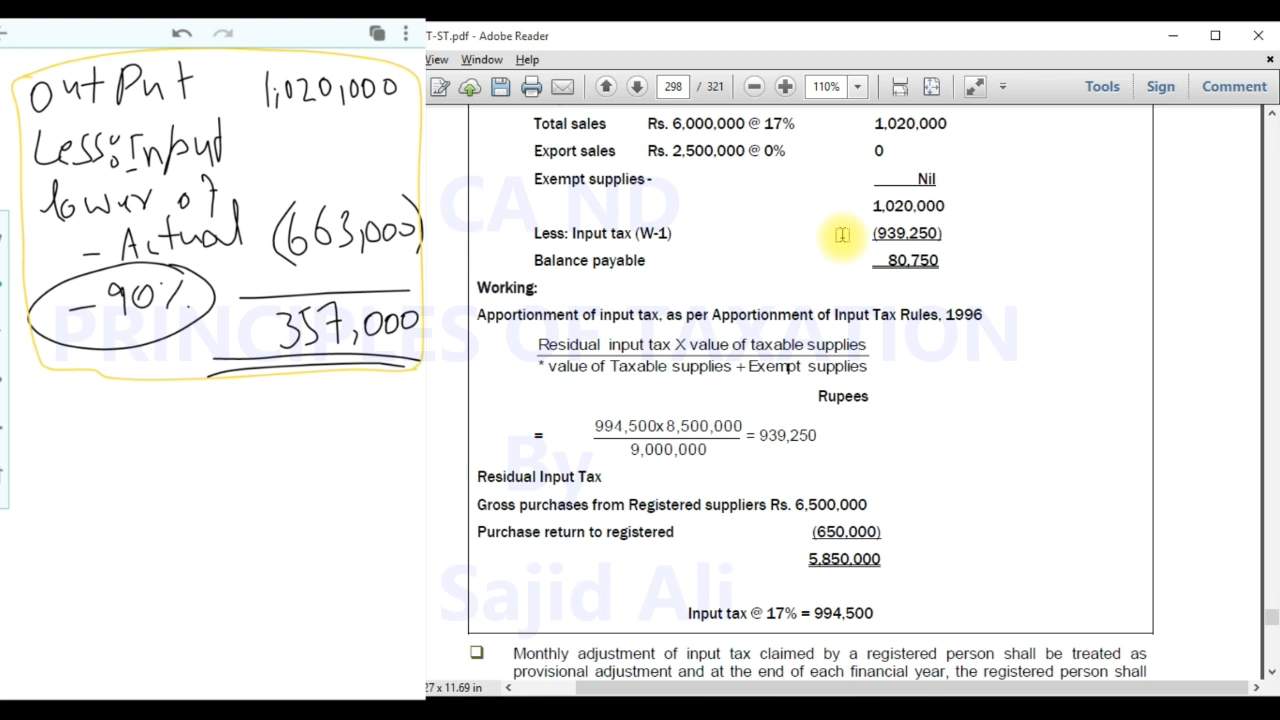 output 1,020,000
Less: Input
lower of
- Actual (663,000)
- 90%
357,000
T-ST.pdf - Adobe Reader
View Window Help
298 / 321 110% Tools Sign Comment
Total sales Rs. 6,000,000 @ 17% 1,020,000
Export sales Rs. 2,500,000 @ 0% 0
Exempt supplies - Nil
1,020,000
Less: Input tax (W-1) (939,250)
Balance payable 80,750
Working:
Apportionment of input tax, as per Apportionment of Input Tax Rules, 1996
Residual input tax X value of taxable supplies
* value of Taxable supplies + Exempt supplies
Rupees
= 994,500x8,500,000 = 939,250
9,000,000
Residual Input Tax
Gross purchases from Registered suppliers Rs. 6,500,000
Purchase return to registered (650,000)
5,850,000
Input tax @ 17% = 994,500
❑ Monthly adjustment of input tax claimed by a registered person shall be treated as
provisional adjustment and at the end of each financial year, the registered person shall
27 x 11.69 in
CA ND
PRINCIPLES OF TAXATION
By
Sajid Ali